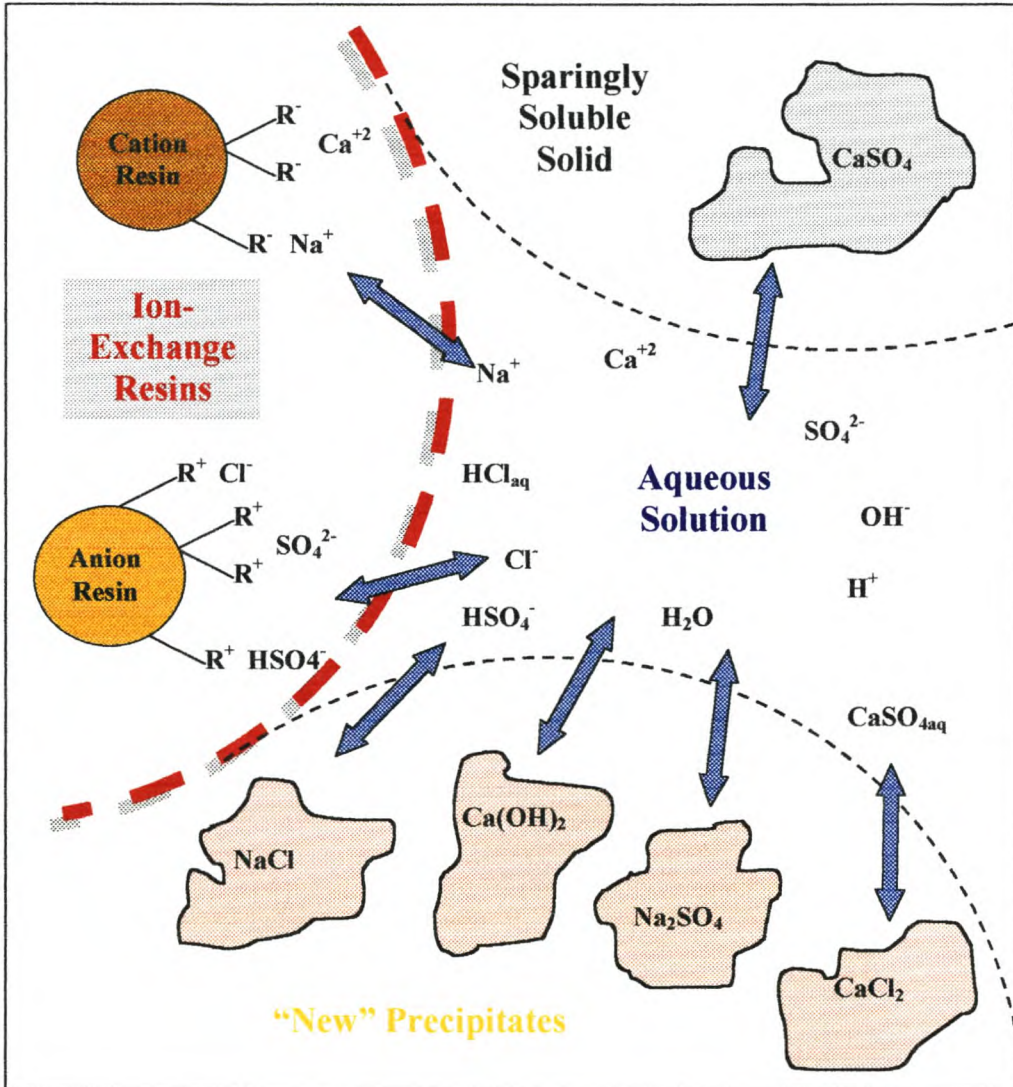 Sparingly
Soluble
Solid
CaSO₄
Cation
Resin
R⁻
R⁻
R⁻ Na⁺
Ca⁺²
Ion-
Exchange
Resins
Na⁺
Ca⁺²
SO₄²⁻
HCl_aq
Aqueous
Solution
OH⁻
H⁺
R⁺ Cl⁻
R⁺
R⁺
SO₄²⁻
Anion
Resin
R⁺ HSO4⁻
Cl⁻
HSO₄⁻
H₂O
CaSO₄aq
NaCl
Ca(OH)₂
Na₂SO₄
CaCl₂
“New” Precipitates